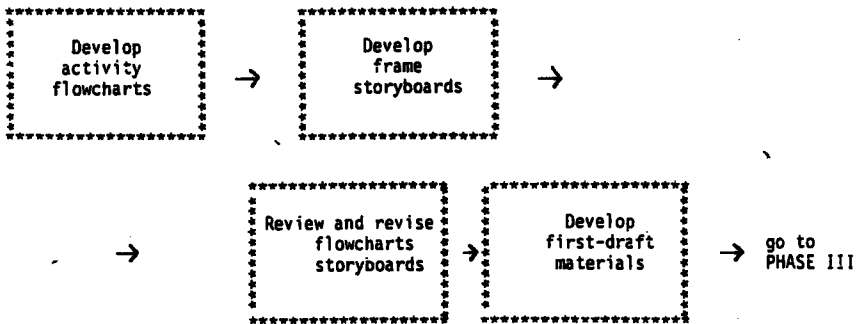 Develop
activity
flowcharts
Develop
frame
storyboards
Review and revise
flowcharts
storyboards
Develop
first-draft
materials
go to
PHASE III